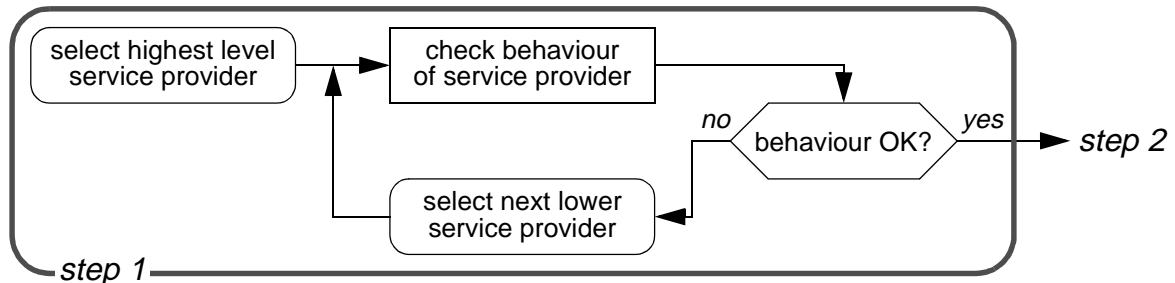 select highest level
service provider
check behaviour
of service provider
no
behaviour OK?
yes
step 2
select next lower
service provider
step 1